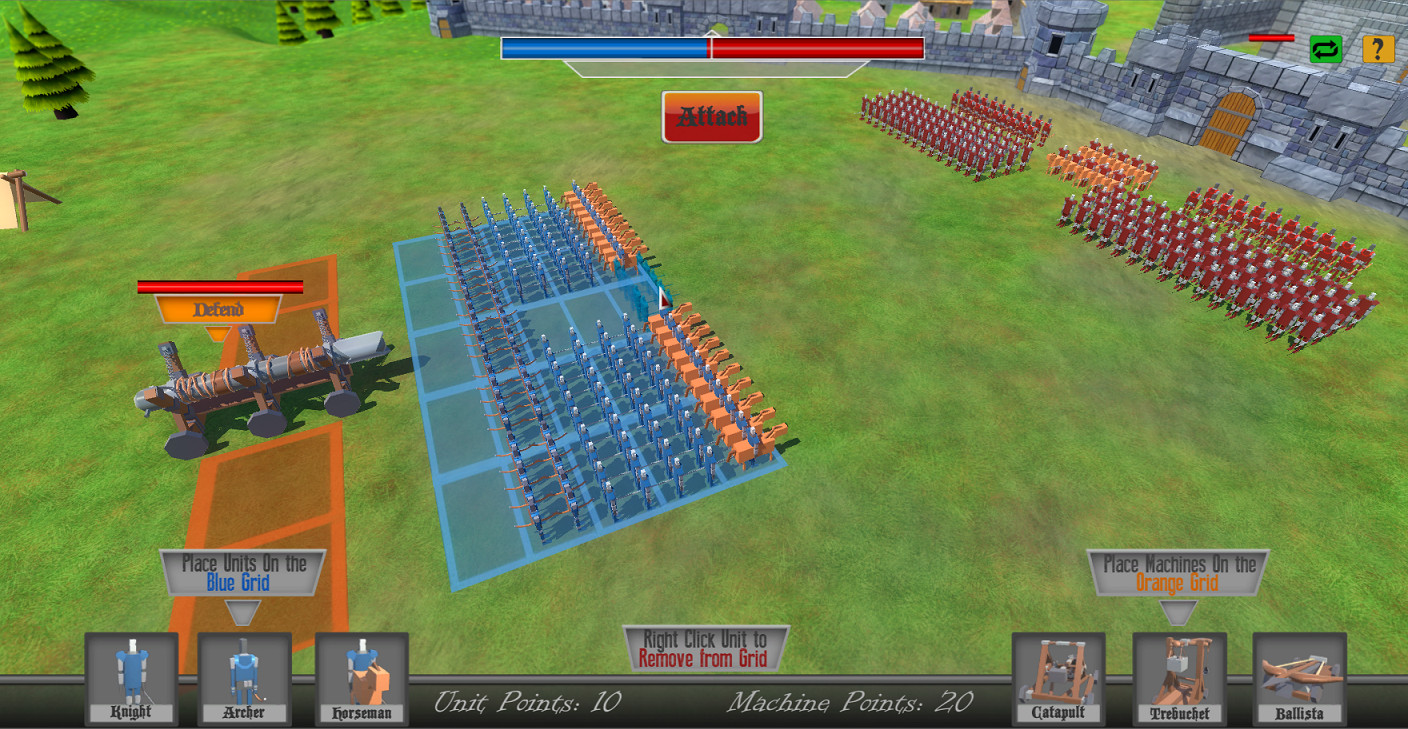 ?
Attack
Defend
Place Units On the
Blue Grid
Place Machines On the
Orange Grid
Right Click Unit to
Remove from Grid
Knight
Archer
Horseman
Unit Points: 10
Machine Points: 20
Catapult
Trebuchet
Ballista